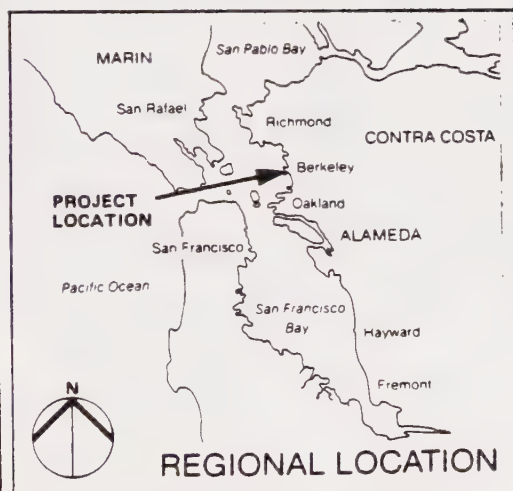 MARIN
San Pablo Bay
San Rafael
Richmond
CONTRA COSTA
Berkeley
PROJECT
LOCATION
Oakland
San Francisco
ALAMEDA
Pacific Ocean
San Francisco
Bay
Hayward
Fremont
N
REGIONAL LOCATION